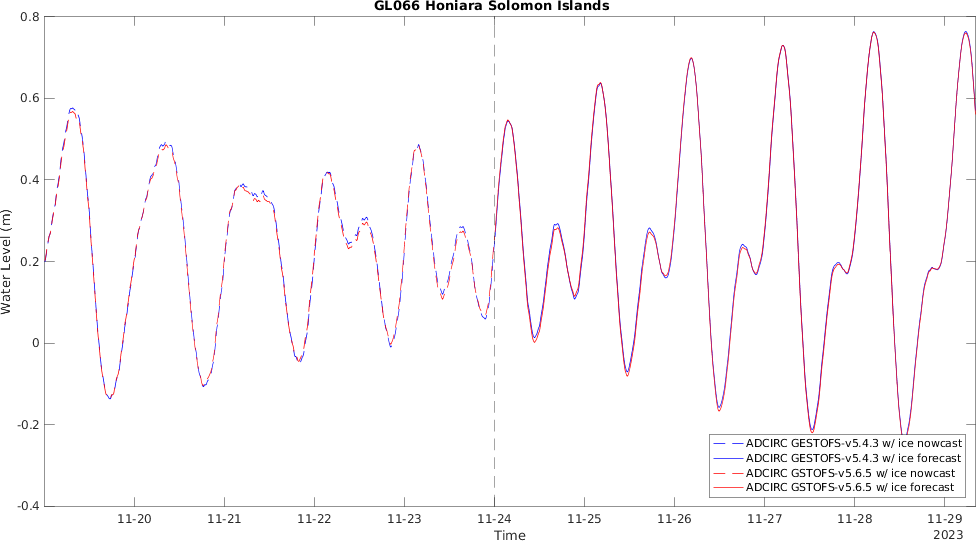 GL066 Honiara Solomon Islands
0.8
0.6
0.4
0.2
0
-0.2
-0.4
Water Level (m)
11-20 11-21 11-22 11-23 11-24 11-25 11-26 11-27 11-28 11-29
2023
Time
ADCIRC GESTOFS-v5.4.3 w/ ice nowcast
ADCIRC GESTOFS-v5.4.3 w/ ice forecast
ADCIRC GSTOFS-v5.6.5 w/ ice nowcast
ADCIRC GSTOFS-v5.6.5 w/ ice forecast